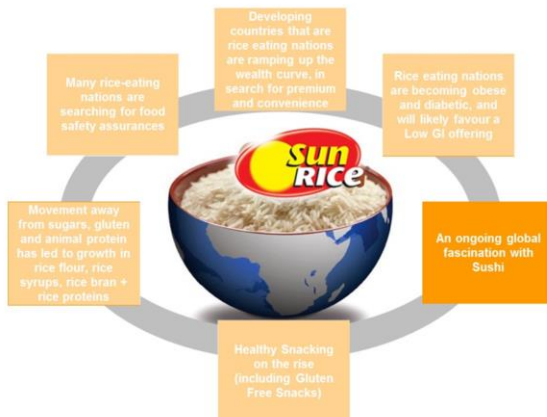 Developing
countries that are
rice eating nations
are ramping up the
wealth curve, in
search for premium
and convenience
Many rice-eating
nations are
searching for food
safety assurances
Rice eating nations
are becoming obese
and diabetic, and
will likely favour a
Low GI offering
Sun
RICE
Movement away
from sugars, gluten
and animal protein
has led to growth in
rice flour, rice
syrups, rice bran +
rice proteins
An ongoing global
fascination with
Sushi
Healthy Snacking
on the rise
(including Gluten
Free Snacks)